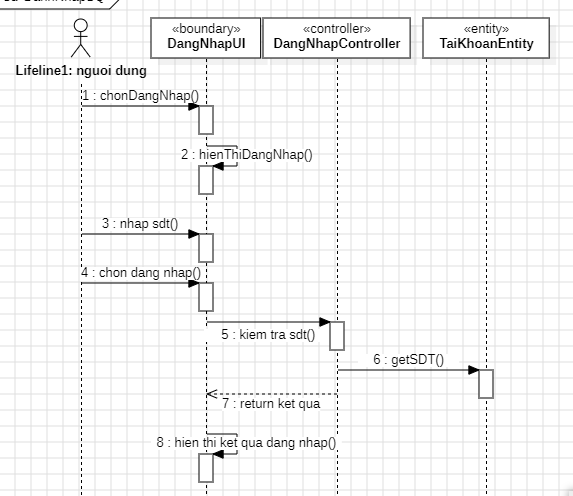 «boundary»
DangNhapUI
«controller»
DangNhapController
«entity»
TaiKhoanEntity
Lifeline1: nguoi dung
1 : chonDangNhap()
2 : hienThiDangNhap()
3 : nhap sdt()
4 : chon dang nhap()
5 : kiem tra sdt()
6 : getSDT()
7 : return ket qua
8 : hien thi ket qua dang nhap()